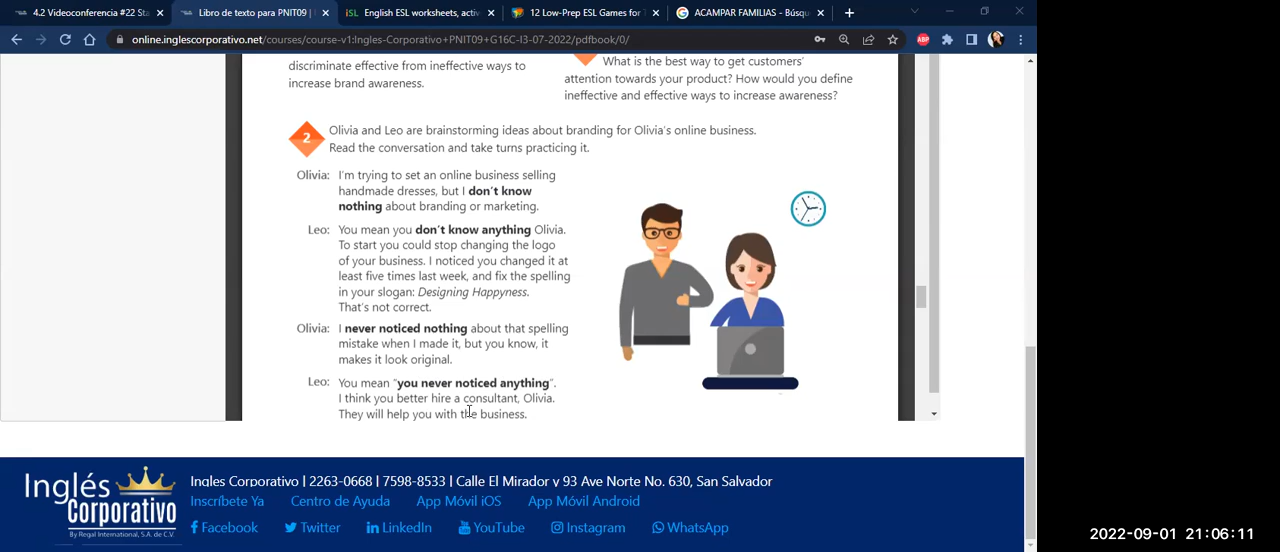 4.2 Videoconferencia #22 Sta
Libro de texto para PNIT09 |
iSL English ESL worksheets, activ
12 Low-Prep ESL Games for T
ACAMPAR FAMILIAS - Búsqu
online.inglescorporativo.net/courses/course-v1:Ingles-Corporativo+PNIT09+G16C-I3-07-2022/pdfbook/0/
ABP
discriminate effective from ineffective ways to
increase brand awareness.
What is the best way to get customers'
attention towards your product? How would you define
ineffective and effective ways to increase awareness?
2
Olivia and Leo are brainstorming ideas about branding for Olivia's online business.
Read the conversation and take turns practicing it.
Olivia: I'm trying to set an online business selling
handmade dresses, but I don't know
nothing about branding or marketing.
Leo: You mean you don't know anything Olivia.
To start you could stop changing the logo
of your business. I noticed you changed it at
least five times last week, and fix the spelling
in your slogan: Designing Happyness.
That's not correct.
Olivia: I never noticed nothing about that spelling
mistake when I made it, but you know, it
makes it look original.
Leo: You mean "you never noticed anything".
I think you better hire a consultant, Olivia.
They will help you with the business.
Inglés
Corporativo
By Regal International, S.A. de C.V.
Ingles Corporativo | 2263-0668 | 7598-8533 | Calle El Mirador y 93 Ave Norte No. 630, San Salvador
Inscríbete Ya Centro de Ayuda App Móvil iOS App Móvil Android
Facebook Twitter LinkedIn YouTube Instagram WhatsApp
2022-09-01 21:06:11